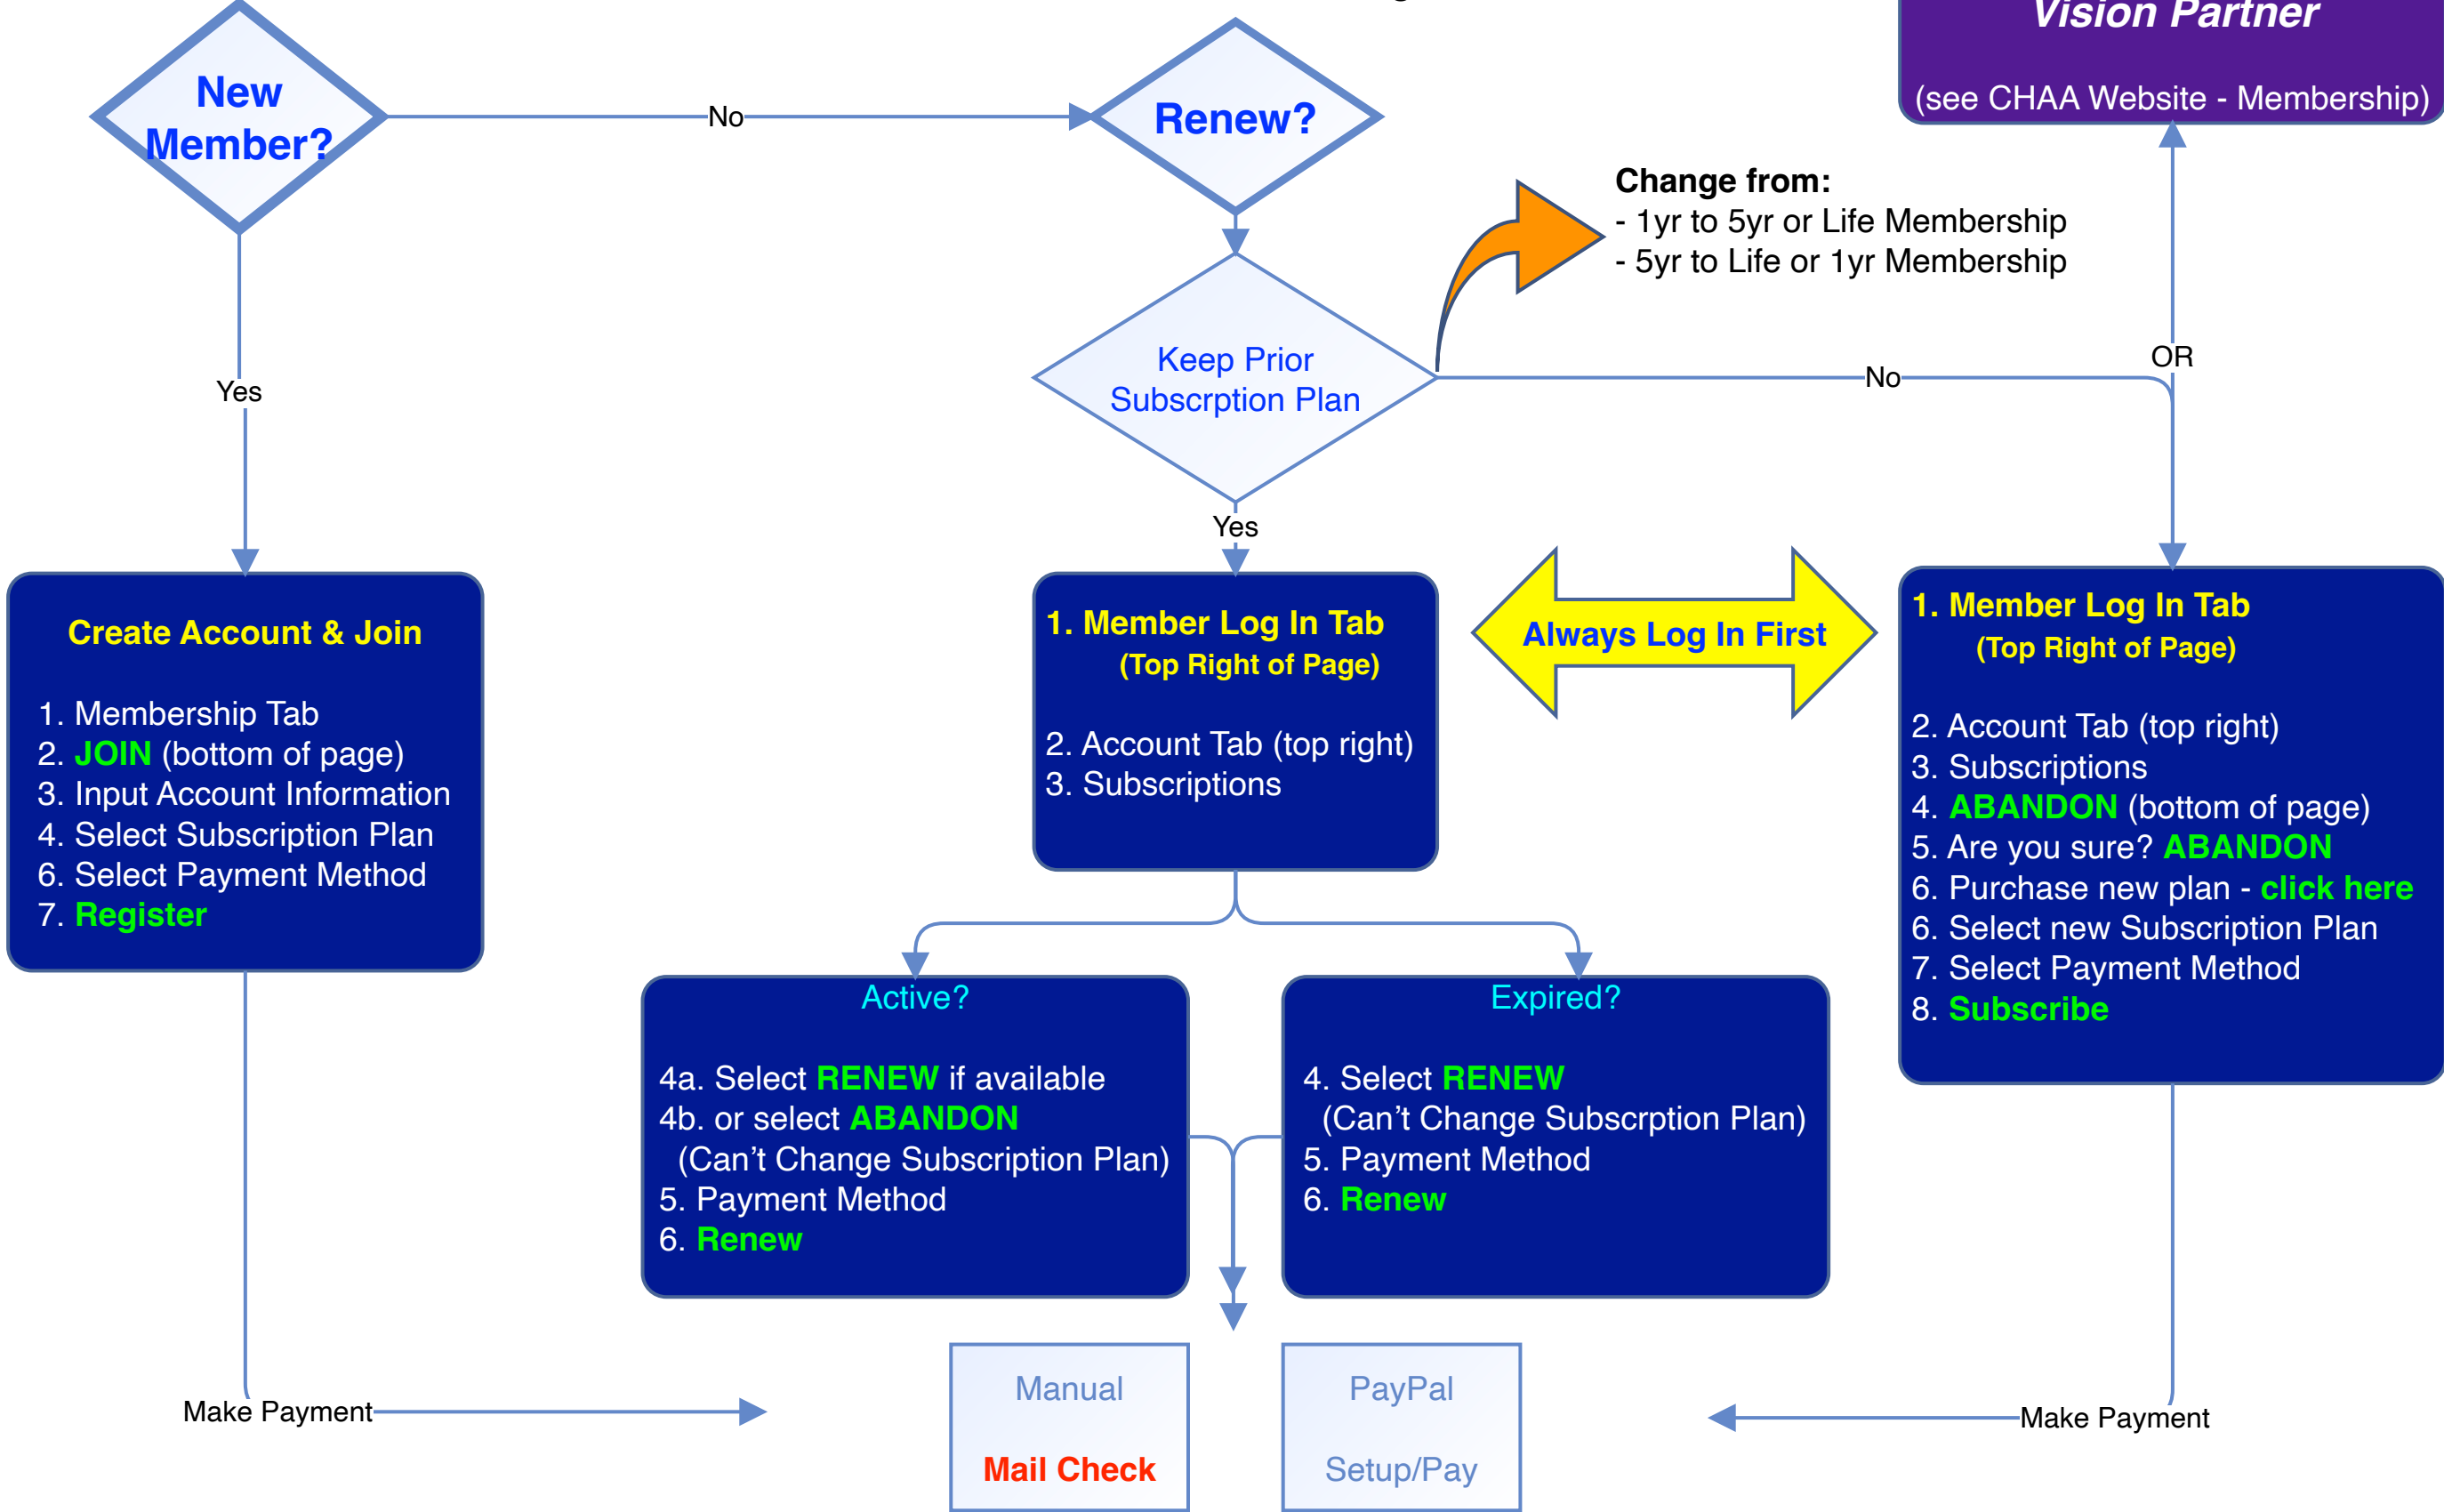 Vision Partner
(see CHAA Website - Membership)
New
Member?
No
Renew?
Change from:
- 1yr to 5yr or Life Membership
- 5yr to Life or 1yr Membership
Keep Prior
Subscrption Plan
No
OR
Yes
Yes
Create Account & Join
1. Membership Tab
2. JOIN (bottom of page)
3. Input Account Information
4. Select Subscription Plan
6. Select Payment Method
7. Register
1. Member Log In Tab
(Top Right of Page)
2. Account Tab (top right)
3. Subscriptions
Always Log In First
1. Member Log In Tab
(Top Right of Page)
2. Account Tab (top right)
3. Subscriptions
4. ABANDON (bottom of page)
5. Are you sure? ABANDON
6. Purchase new plan - click here
6. Select new Subscription Plan
7. Select Payment Method
8. Subscribe
Active?
4a. Select RENEW if available
4b. or select ABANDON
(Can't Change Subscription Plan)
5. Payment Method
6. Renew
Expired?
4. Select RENEW
(Can't Change Subscrption Plan)
5. Payment Method
6. Renew
Make Payment
Manual
Mail Check
PayPal
Setup/Pay
Make Payment